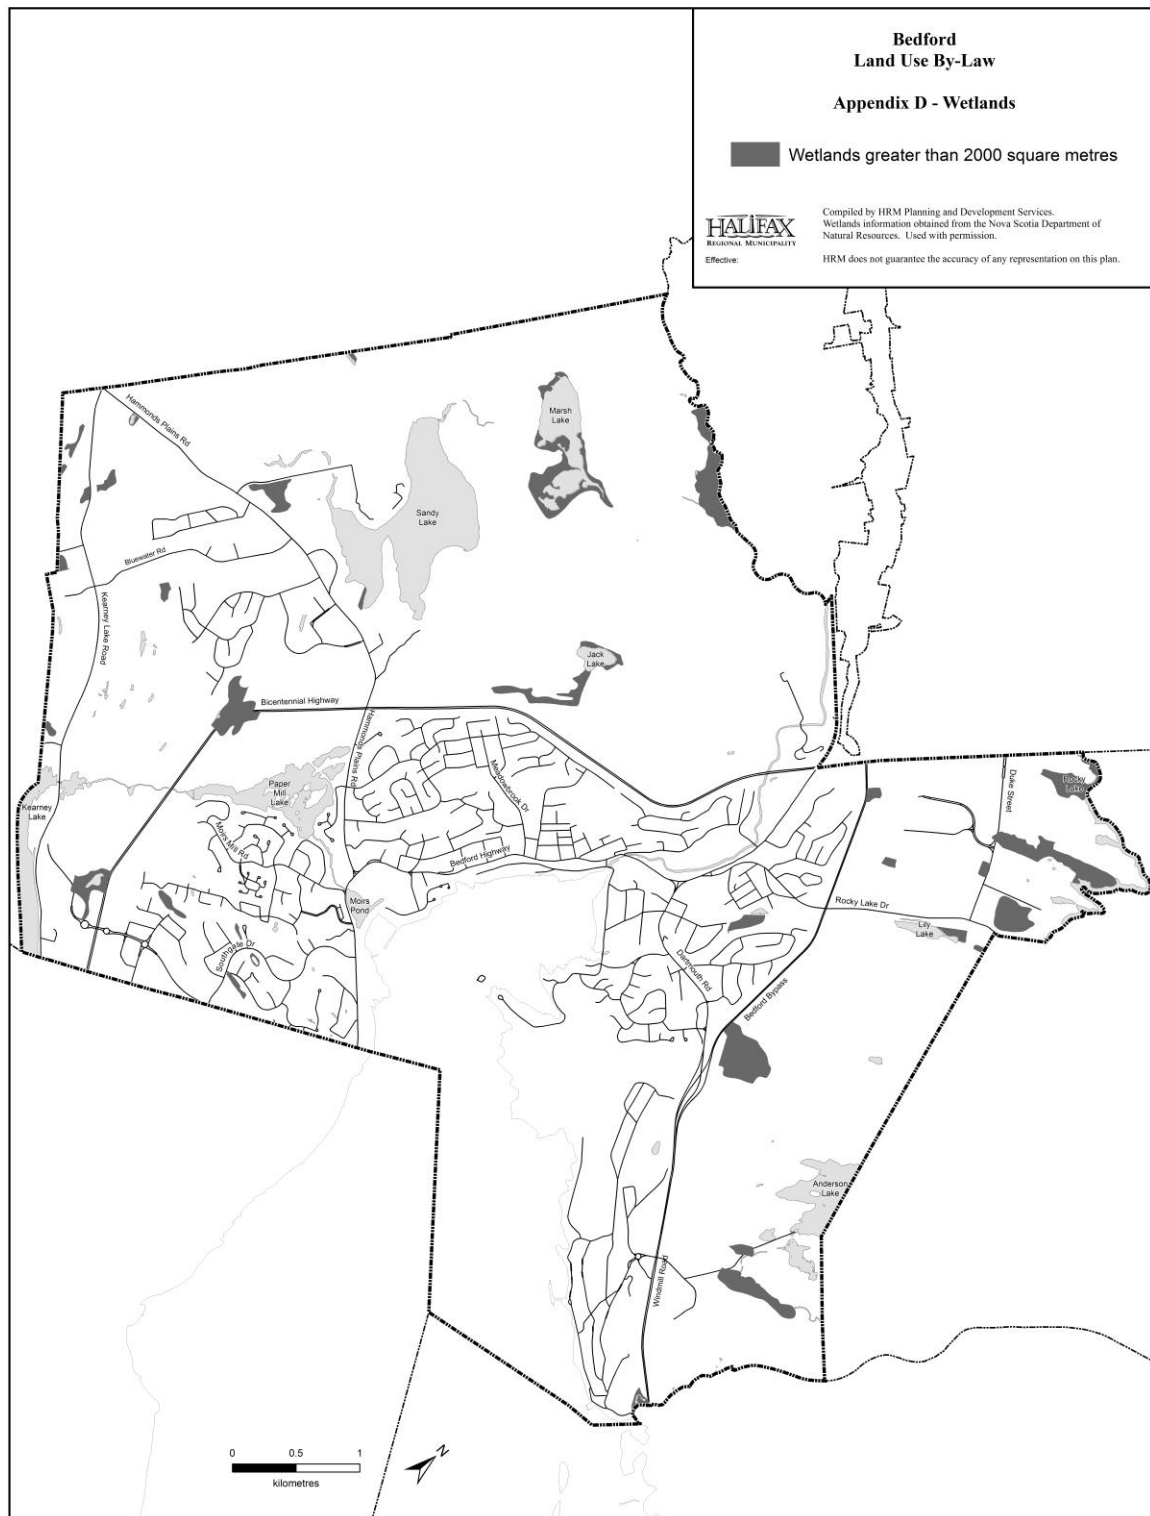 Bedford
Land Use By-Law
Appendix D - Wetlands
Wetlands greater than 2000 square metres
HALIFAX
REGIONAL MUNICIPALITY
Compiled by HRM Planning and Development Services.
Wetlands information obtained from the Nova Scotia Department of
Natural Resources. Used with permission.
Effective:
HRM does not guarantee the accuracy of any representation on this plan.
Hammonds Plains Rd
Marsh
Lake
Sandy
Lake
Bluewater Rd
Kearney Lake Road
Jack
Lake
Bicentennial Highway
Hammonds Plains Rd
Meadowbrook Dr
Duke Street
Rocky
Lake
Paper
Mill
Lake
Kearney
Lake
Moirs Mill Rd
Bedford Highway
Moirs
Pond
Rocky Lake Dr
Lily
Lake
Southgate Dr
Dartmouth Rd
Bedford Bypass
Anderson
Lake
Windmill Road
0 0.5 1
kilometres
N